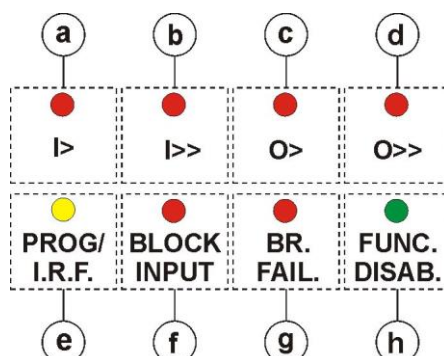 a b c d
I> I>> O> O>>
PROG/ BLOCK BR. FUNC.
I.R.F. INPUT FAIL. DISAB.
e f g h